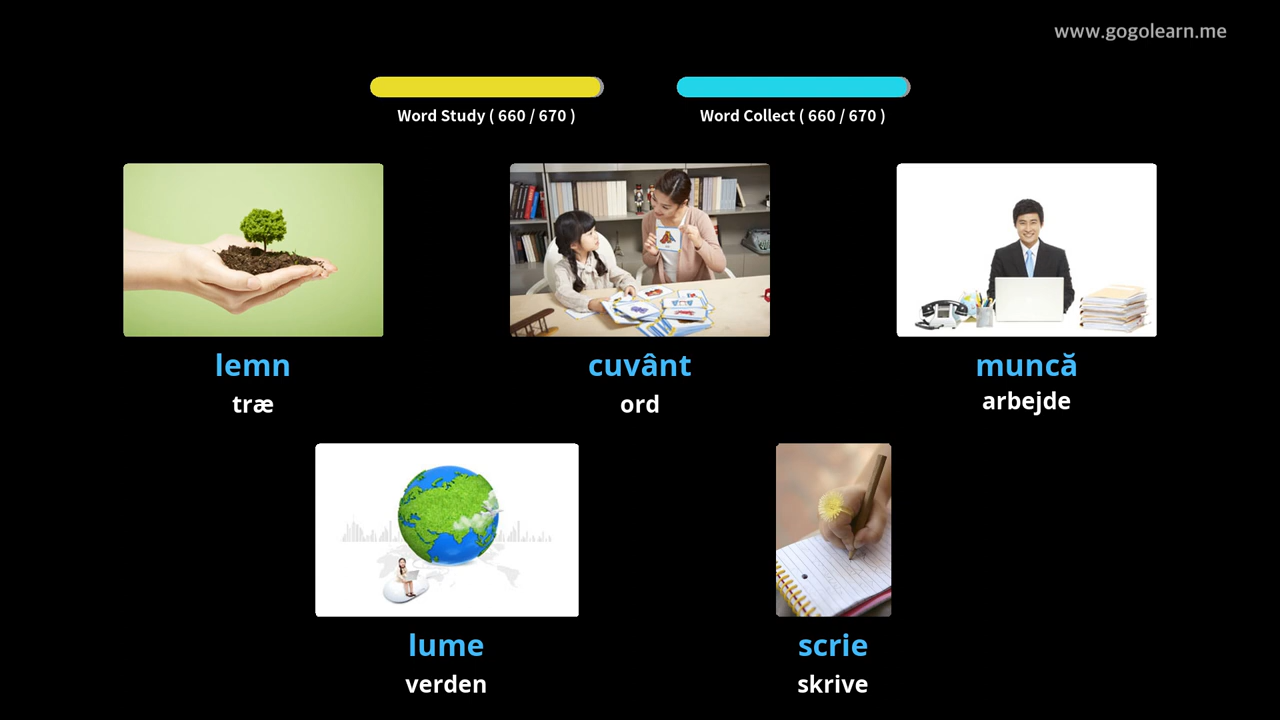 www.gogolearn.me
Word Study ( 660 / 670 )
Word Collect ( 660 / 670 )
lemn
træ
cuvânt
ord
muncă
arbejde
lume
verden
scrie
skrive